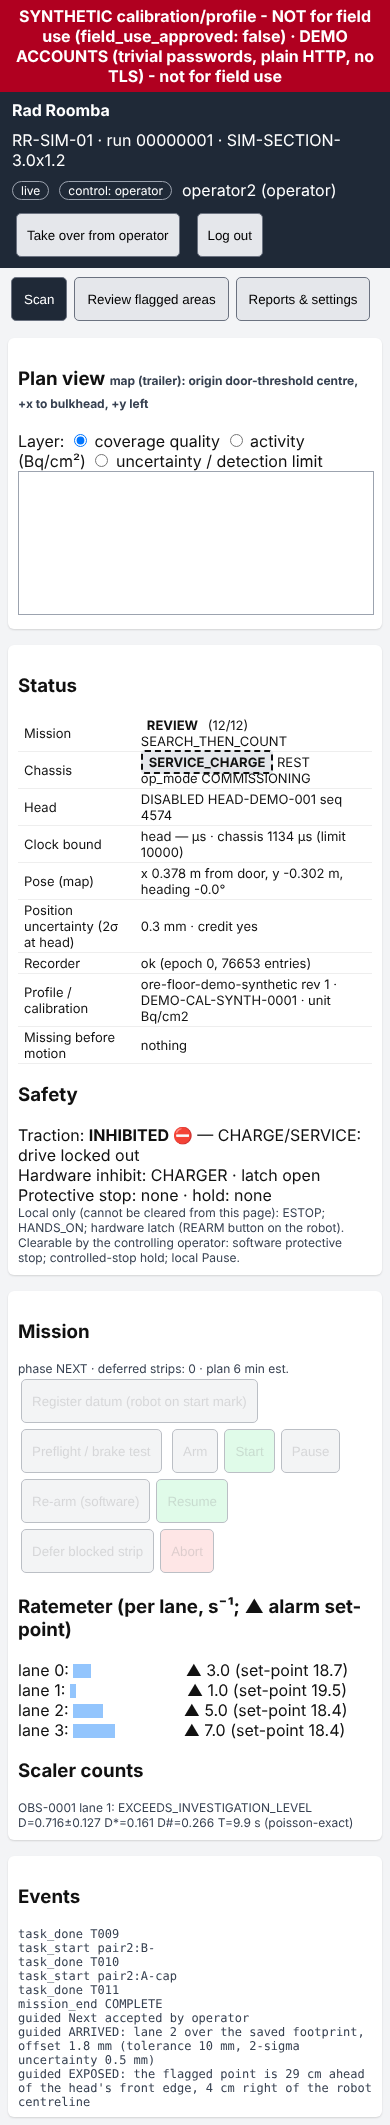 SYNTHETIC calibration/profile - NOT for field
use (field_use_approved: false) · DEMO
ACCOUNTS (trivial passwords, plain HTTP, no
TLS) - not for field use
Rad Roomba
RR-SIM-01 · run 00000001 · SIM-SECTION-
3.0x1.2
live control: operator operator2 (operator)
Take over from operator Log out
Scan Review flagged areas Reports & settings
Plan view map (trailer): origin door-threshold centre,
+x to bulkhead, +y left
Layer: coverage quality activity
(Bq/cm²) uncertainty / detection limit
Status
Mission REVIEW (12/12)
SEARCH_THEN_COUNT
Chassis SERVICE_CHARGE REST
op_mode COMMISSIONING
Head DISABLED HEAD-DEMO-001 seq
4574
Clock bound head — µs · chassis 1134 µs (limit
10000)
Pose (map) x 0.378 m from door, y -0.302 m,
heading -0.0°
Position
uncertainty (2σ
at head) 0.3 mm · credit yes
Recorder ok (epoch 0, 76653 entries)
Profile /
calibration ore-floor-demo-synthetic rev 1 ·
DEMO-CAL-SYNTH-0001 · unit
Bq/cm2
Missing before
motion nothing
Safety
Traction: INHIBITED ⛔ — CHARGE/SERVICE:
drive locked out
Hardware inhibit: CHARGER · latch open
Protective stop: none · hold: none
Local only (cannot be cleared from this page): ESTOP;
HANDS_ON; hardware latch (REARM button on the robot).
Clearable by the controlling operator: software protective
stop; controlled-stop hold; local Pause.
Mission
phase NEXT · deferred strips: 0 · plan 6 min est.
Register datum (robot on start mark)
Preflight / brake test Arm Start Pause
Re-arm (software) Resume
Defer blocked strip Abort
Ratemeter (per lane, s⁻¹; ▲ alarm set-
point)
lane 0: ▲ 3.0 (set-point 18.7)
lane 1: ▲ 1.0 (set-point 19.5)
lane 2: ▲ 5.0 (set-point 18.4)
lane 3: ▲ 7.0 (set-point 18.4)
Scaler counts
OBS-0001 lane 1: EXCEEDS_INVESTIGATION_LEVEL
D=0.716±0.127 D*=0.161 D#=0.266 T=9.9 s (poisson-exact)
Events
task_done T009
task_start pair2:B-
task_done T010
task_start pair2:A-cap
task_done T011
mission_end COMPLETE
guided Next accepted by operator
guided ARRIVED: lane 2 over the saved footprint,
offset 1.8 mm (tolerance 10 mm, 2-sigma
uncertainty 0.5 mm)
guided EXPOSED: the flagged point is 29 cm ahead
of the head's front edge, 4 cm right of the robot
centreline